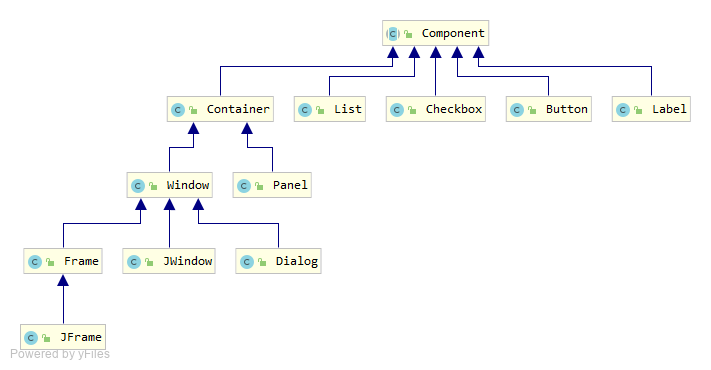 C Component
C Container
C List
C Checkbox
C Button
C Label
C Window
C Panel
C Frame
C JWindow
C Dialog
C JFrame
Powered by yFiles